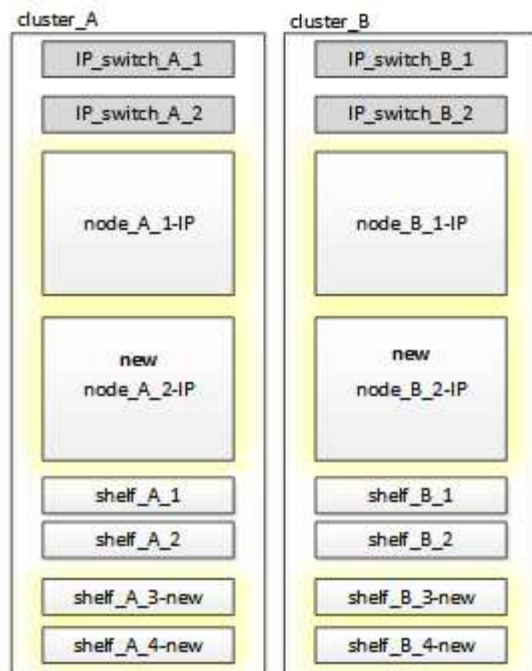 cluster_A
IP_switch_A_1
IP_switch_A_2
node_A_1-IP
new
node_A_2-IP
shelf_A_1
shelf_A_2
shelf_A_3-new
shelf_A_4-new
cluster_B
IP_switch_B_1
IP_switch_B_2
node_B_1-IP
new
node_B_2-IP
shelf_B_1
shelf_B_2
shelf_B_3-new
shelf_B_4-new